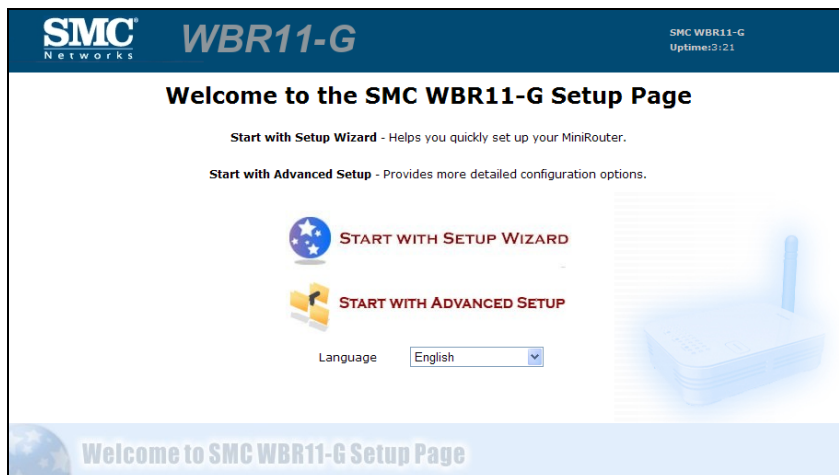 SMC®
Networks
WBR11-G
SMC WBR11-G
Uptime:3:21
Welcome to the SMC WBR11-G Setup Page
Start with Setup Wizard - Helps you quickly set up your MiniRouter.
Start with Advanced Setup - Provides more detailed configuration options.
START WITH SETUP WIZARD
START WITH ADVANCED SETUP
Language English
Welcome to SMC WBR11-G Setup Page